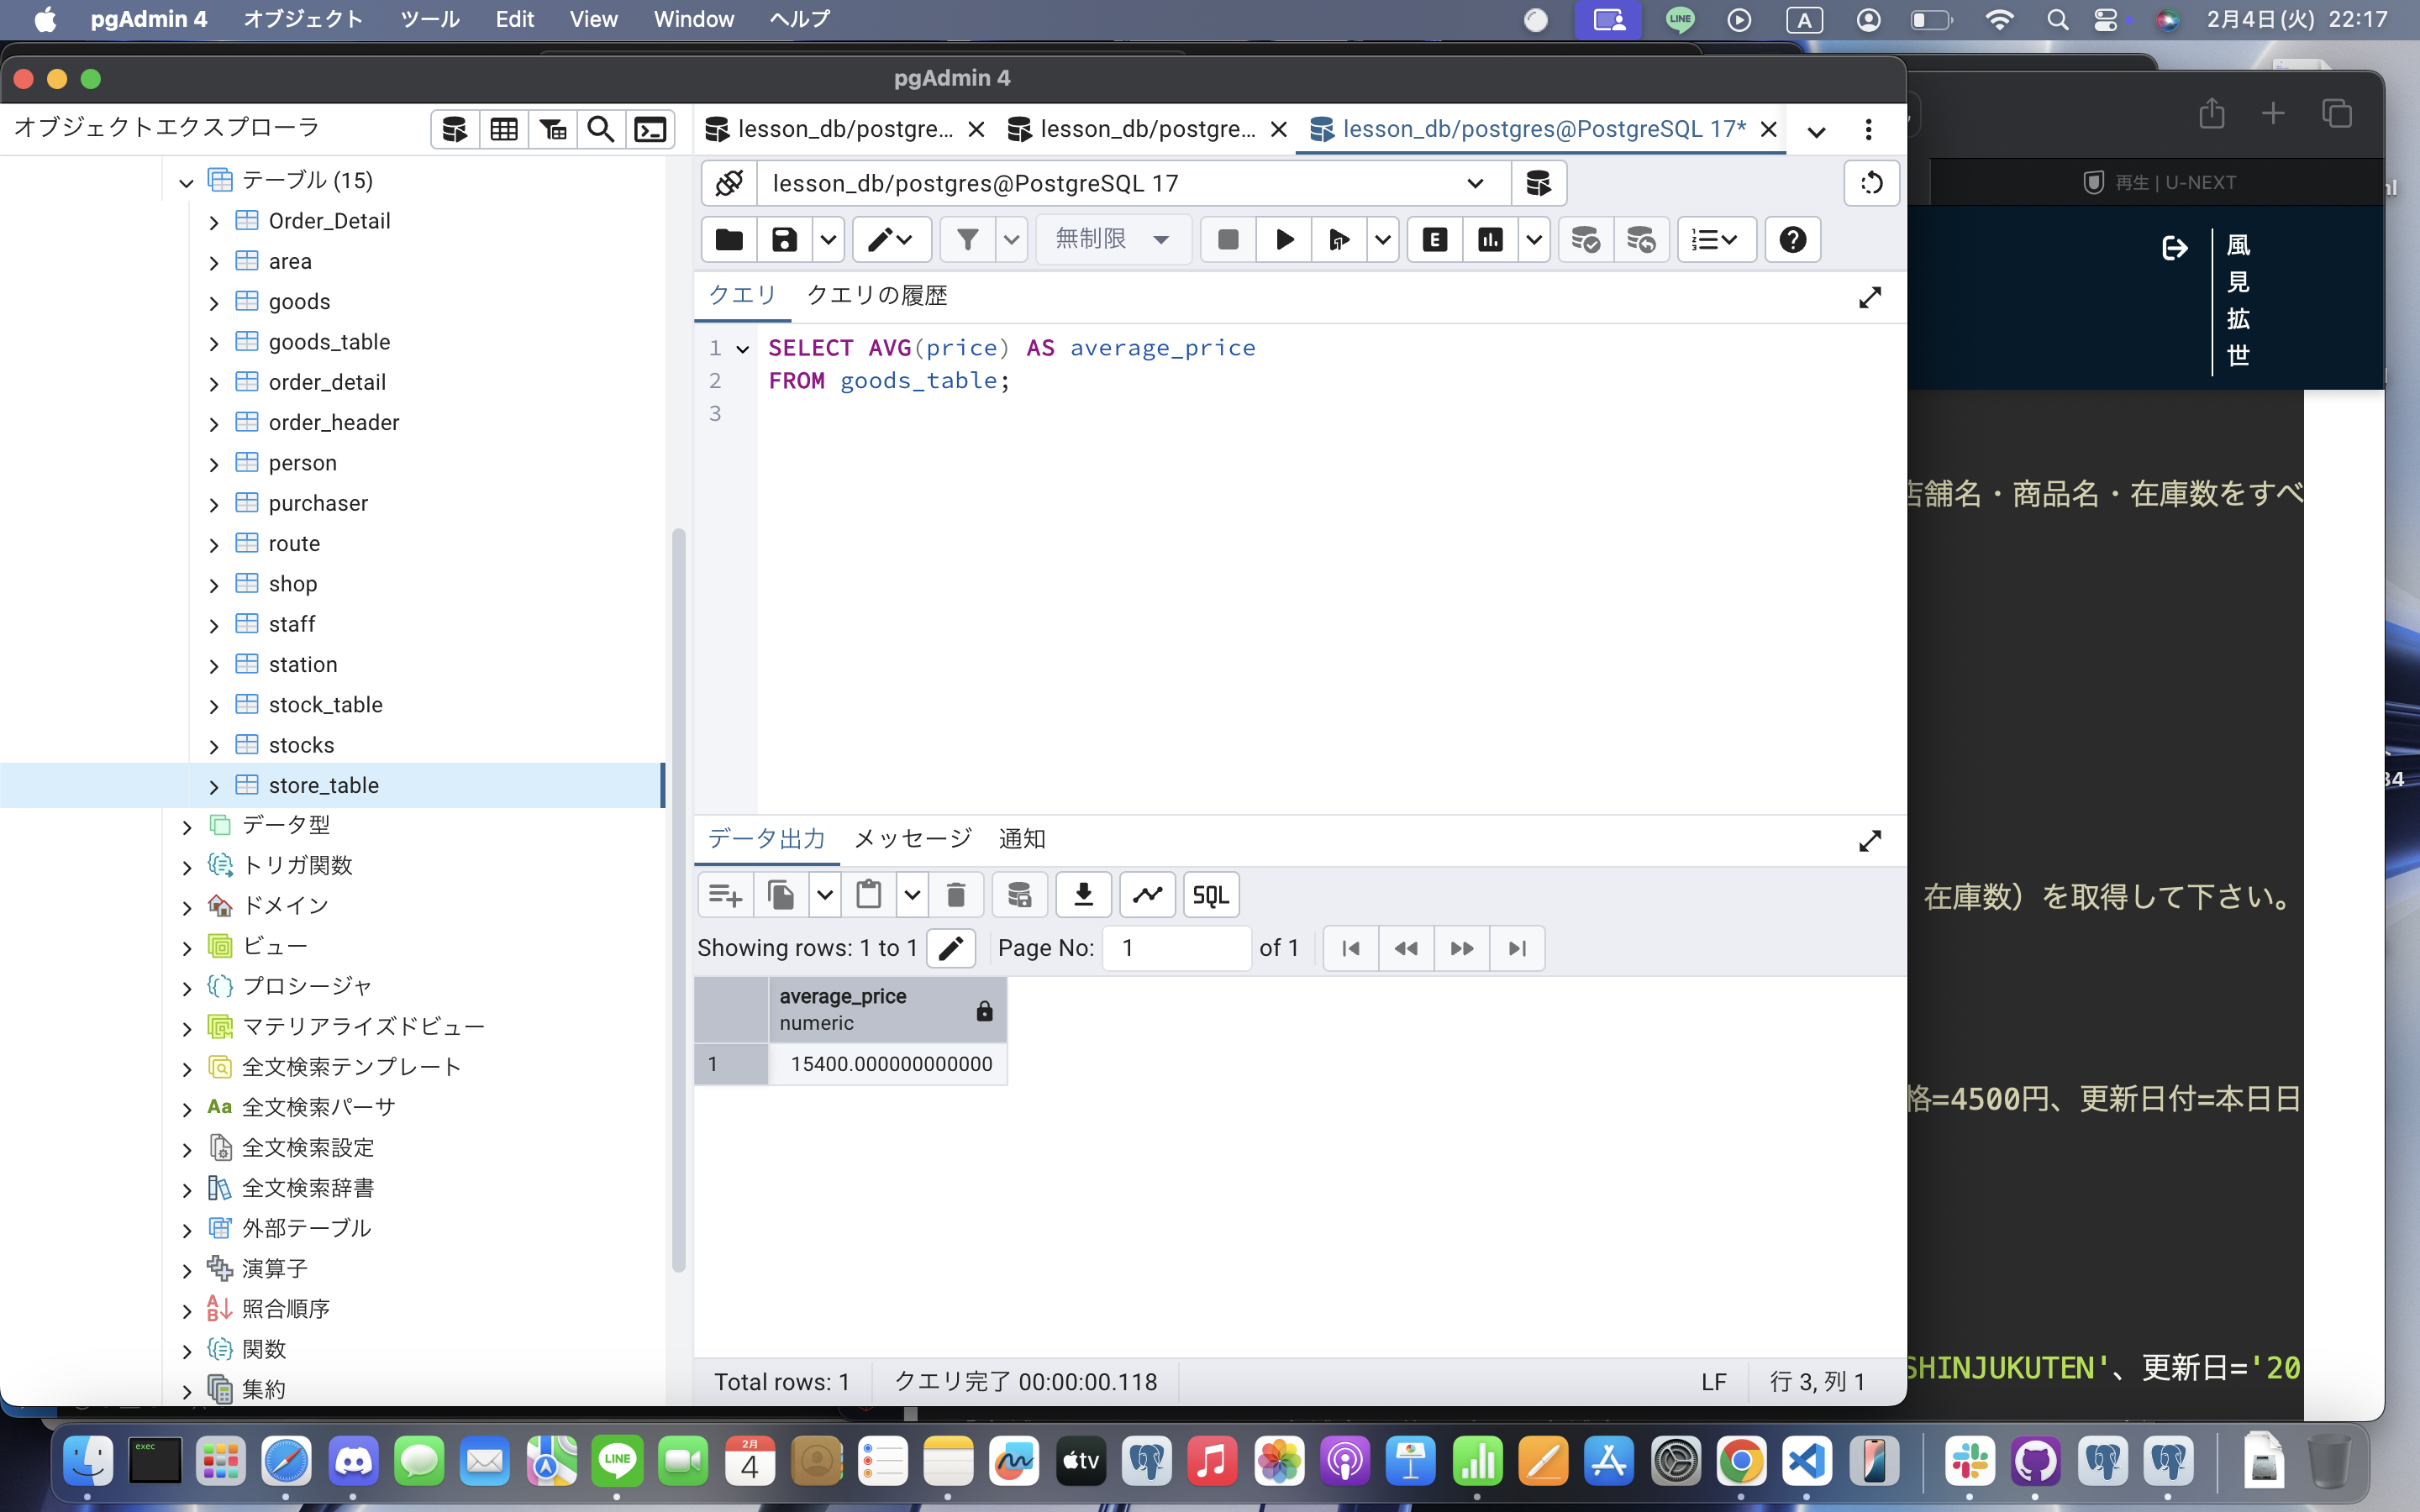 pgAdmin 4
オブジェクト
ツール
Edit
View
Window
ヘルプ
LINE
A
2月4日(火) 22:17
pgAdmin 4
オブジェクトエクスプローラ
lesson_db/postgre...
lesson_db/postgre...
lesson_db/postgres@PostgreSQL 17*
再生 | U-NEXT
テーブル (15)
Order_Detail
area
goods
goods_table
order_detail
order_header
person
purchaser
route
shop
staff
station
stock_table
stocks
store_table
データ型
トリガ関数
ドメイン
ビュー
プロシージャ
マテリアライズドビュー
全文検索テンプレート
Aa 全文検索パーサ
全文検索設定
全文検索辞書
外部テーブル
演算子
照合順序
関数
集約
lesson_db/postgres@PostgreSQL 17
無制限
E
クエリ
クエリの履歴
1 SELECT AVG(price) AS average_price
2 FROM goods_table;
3
データ出力
メッセージ
通知
SQL
Showing rows: 1 to 1
Page No: 1 of 1
average_price
numeric
1 15400.000000000000
Total rows: 1
クエリ完了 00:00:00.118
LF
行 3, 列 1
風
見
拡
世
店舗名・商品名・在庫数をすべ
在庫数）を取得して下さい。
格=4500円、更新日付=本日日
SHINJUKUTEN'、更新日='20
exec
LINE
2月
4
tv